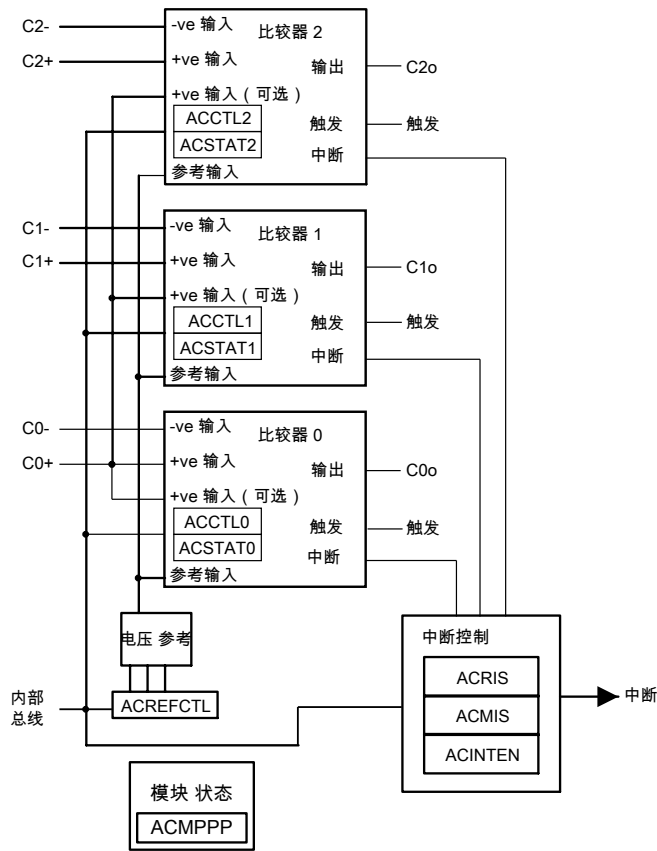 C2-
C2+
-ve 输入
比较器 2
+ve 输入
输出
C2o
+ve 输入（可选）
ACCTL2
触发
触发
ACSTAT2
中断
参考输入
C1-
C1+
-ve 输入
比较器 1
+ve 输入
输出
C1o
+ve 输入（可选）
ACCTL1
触发
触发
ACSTAT1
中断
参考输入
C0-
C0+
-ve 输入
比较器 0
+ve 输入
输出
C0o
+ve 输入（可选）
ACCTL0
触发
触发
ACSTAT0
中断
参考输入
电压 参考
内部
总线
ACREFCTL
中断控制
ACRIS
ACMIS
ACINTEN
中断
模块 状态
ACMPPP